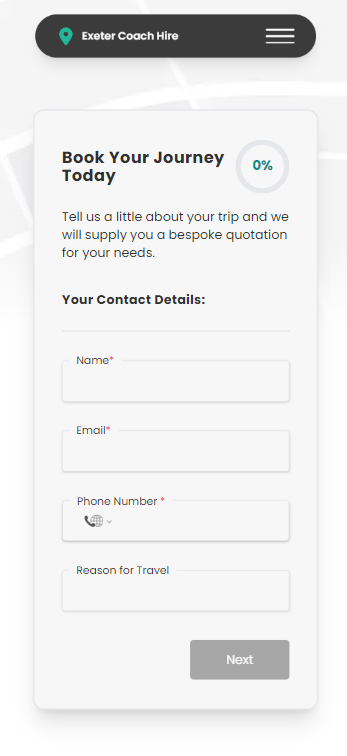 Exeter Coach Hire
Book Your Journey
Today
0%
Tell us a little about your trip and we
will supply you a bespoke quotation
for your needs.
Your Contact Details:
Name*
Email*
Phone Number *
Reason for Travel
Next